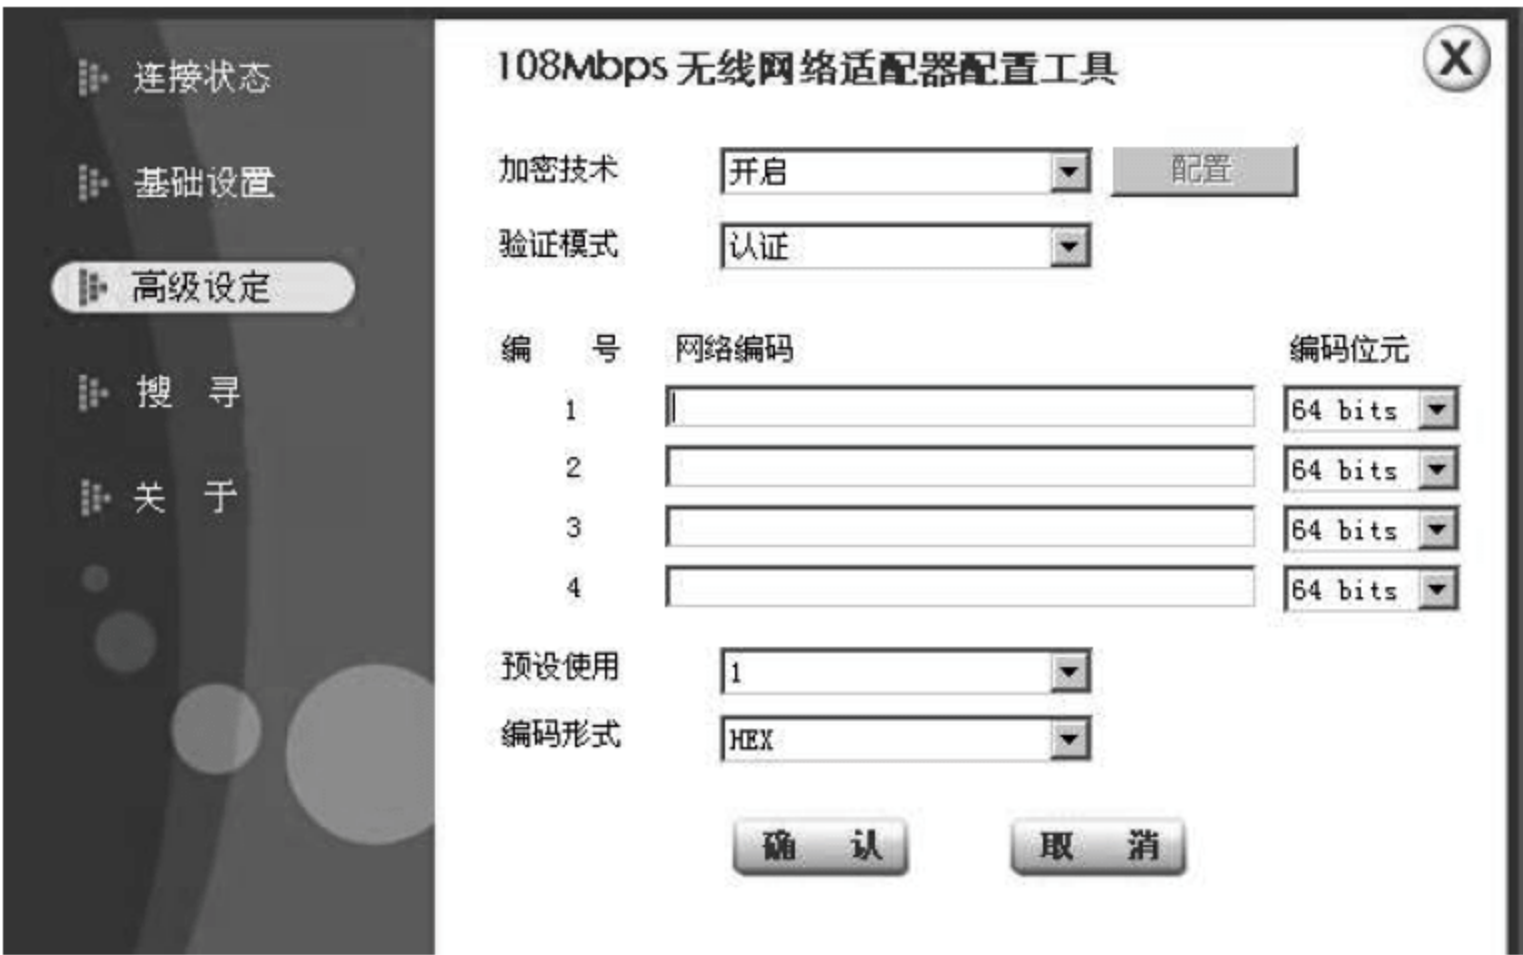 连接状态
基础设置
高级设定
搜 寻
关 于
108Mbps 无线网络适配器配置工具
X
加密技术 开启 配置
验证模式 认证
编 号 网络编码 编码位元
1 64 bits
2 64 bits
3 64 bits
4 64 bits
预设使用 1
编码形式 HEX
确 认 取 消